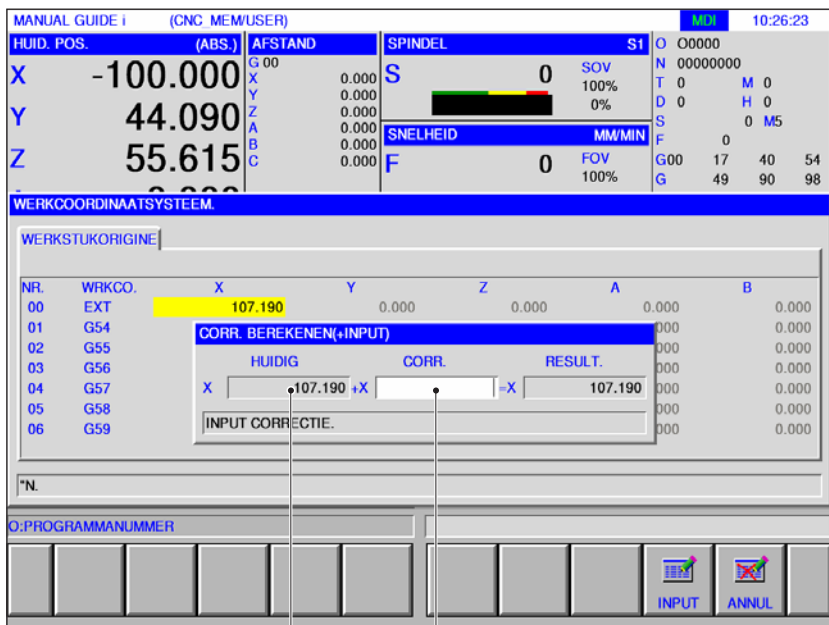 MANUAL GUIDE i (CNC_MEM/USER) MDI 10:26:23
HUID. POS. (ABS.) AFSTAND SPINDEL S1 O O0000
G 00 N 00000000
X -100.000 X 0.000 S 0 SOV T 0 M 0
Y 0.000 100% D 0 H 0
Y 44.090 Z 0.000 0% S 0 M5
A 0.000 SNELHEID MM/MIN F 0
Z 55.615 B 0.000 F 0 FOV G00 17 40 54
C 0.000 100% G 49 90 98
WERKCOORDINAATSYSTEEM.
WERKSTUKORIGINE
NR. WRKCO. X Y Z A B
00 EXT 107.190 0.000 0.000 0.000 0.000
01 G54 000 0.000
02 G55 000 0.000
03 G56 000 0.000
04 G57 000 0.000
05 G58 000 0.000
06 G59 000 0.000
CORR. BEREKENEN(+INPUT)
HUIDIG CORR. RESULT.
X 107.190 +X =X 107.190
INPUT CORRECTIE.
"N.
O:PROGRAMMANUMMER
INPUT ANNUL